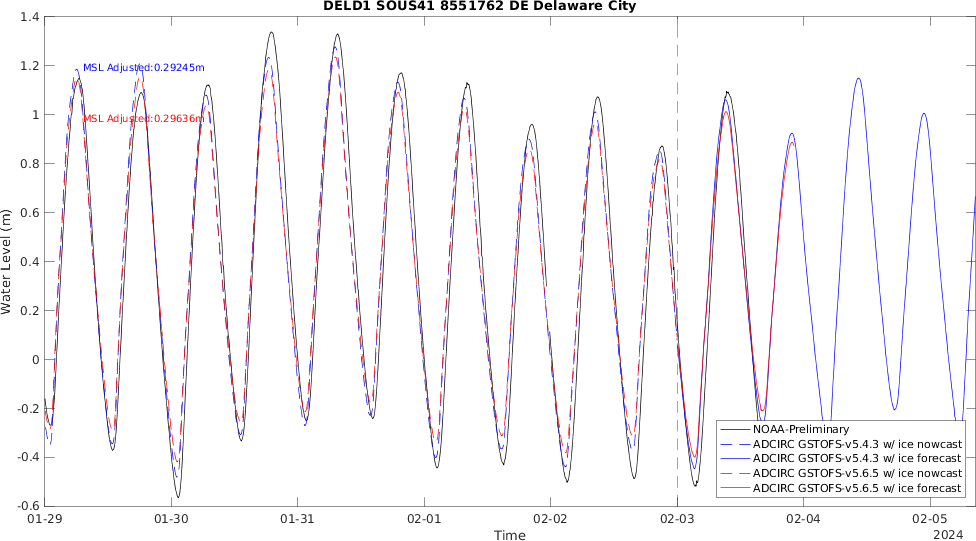 DELD1 SOUS41 8551762 DE Delaware City
1.4
1.2
1
0.8
0.6
0.4
0.2
0
-0.2
-0.4
-0.6
Water Level (m)
MSL Adjusted:0.29245m
MSL Adjusted:0.29636m
NOAA-Preliminary
ADCIRC GSTOFS-v5.4.3 w/ ice nowcast
ADCIRC GSTOFS-v5.4.3 w/ ice forecast
ADCIRC GSTOFS-v5.6.5 w/ ice nowcast
ADCIRC GSTOFS-v5.6.5 w/ ice forecast
01-29 01-30 01-31 02-01 02-02 02-03 02-04 02-05
Time
2024